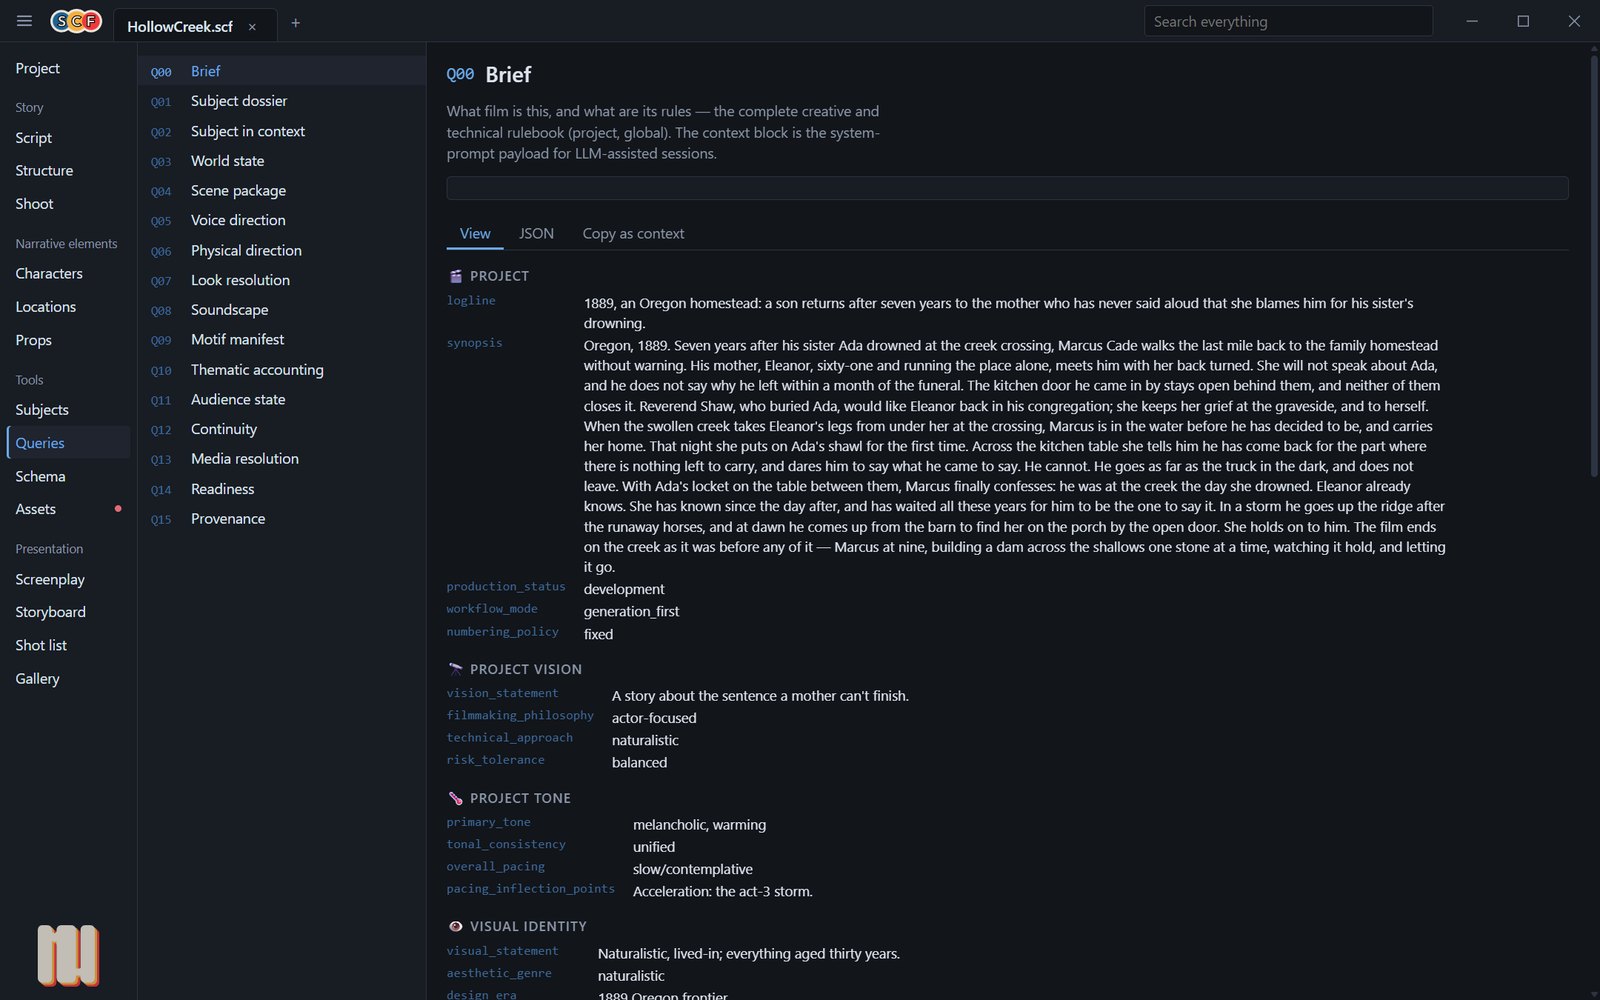 SCF
HollowCreek.scf
Search everything
Project
Story
Script
Structure
Shoot
Narrative elements
Characters
Locations
Props
Tools
Subjects
Queries
Schema
Assets
Presentation
Screenplay
Storyboard
Shot list
Gallery
Q00 Brief
Q01 Subject dossier
Q02 Subject in context
Q03 World state
Q04 Scene package
Q05 Voice direction
Q06 Physical direction
Q07 Look resolution
Q08 Soundscape
Q09 Motif manifest
Q10 Thematic accounting
Q11 Audience state
Q12 Continuity
Q13 Media resolution
Q14 Readiness
Q15 Provenance
Q00 Brief
What film is this, and what are its rules — the complete creative and
technical rulebook (project, global). The context block is the system-
prompt payload for LLM-assisted sessions.
View JSON Copy as context
PROJECT
logline 1889, an Oregon homestead: a son returns after seven years to the mother who has never said aloud that she blames him for his sister's
drowning.
synopsis Oregon, 1889. Seven years after his sister Ada drowned at the creek crossing, Marcus Cade walks the last mile back to the family homestead
without warning. His mother, Eleanor, sixty-one and running the place alone, meets him with her back turned. She will not speak about Ada,
and he does not say why he left within a month of the funeral. The kitchen door he came in by stays open behind them, and neither of them
closes it. Reverend Shaw, who buried Ada, would like Eleanor back in his congregation; she keeps her grief at the graveside, and to herself.
When the swollen creek takes Eleanor's legs from under her at the crossing, Marcus is in the water before he has decided to be, and carries
her home. That night she puts on Ada's shawl for the first time. Across the kitchen table she tells him he has come back for the part where
there is nothing left to carry, and dares him to say what he came to say. He cannot. He goes as far as the truck in the dark, and does not
leave. With Ada's locket on the table between them, Marcus finally confesses: he was at the creek the day she drowned. Eleanor already
knows. She has known since the day after, and has waited all these years for him to be the one to say it. In a storm he goes up the ridge after
the runaway horses, and at dawn he comes up from the barn to find her on the porch by the open door. She holds on to him. The film ends
on the creek as it was before any of it — Marcus at nine, building a dam across the shallows one stone at a time, watching it hold, and letting
it go.
production_status development
workflow_mode generation_first
numbering_policy fixed
PROJECT VISION
vision_statement A story about the sentence a mother can't finish.
filmmaking_philosophy actor-focused
technical_approach naturalistic
risk_tolerance balanced
PROJECT TONE
primary_tone melancholic, warming
tonal_consistency unified
overall_pacing slow/contemplative
pacing_inflection_points Acceleration: the act-3 storm.
VISUAL IDENTITY
visual_statement Naturalistic, lived-in; everything aged thirty years.
aesthetic_genre naturalistic
design_era 1889 Oregon frontier